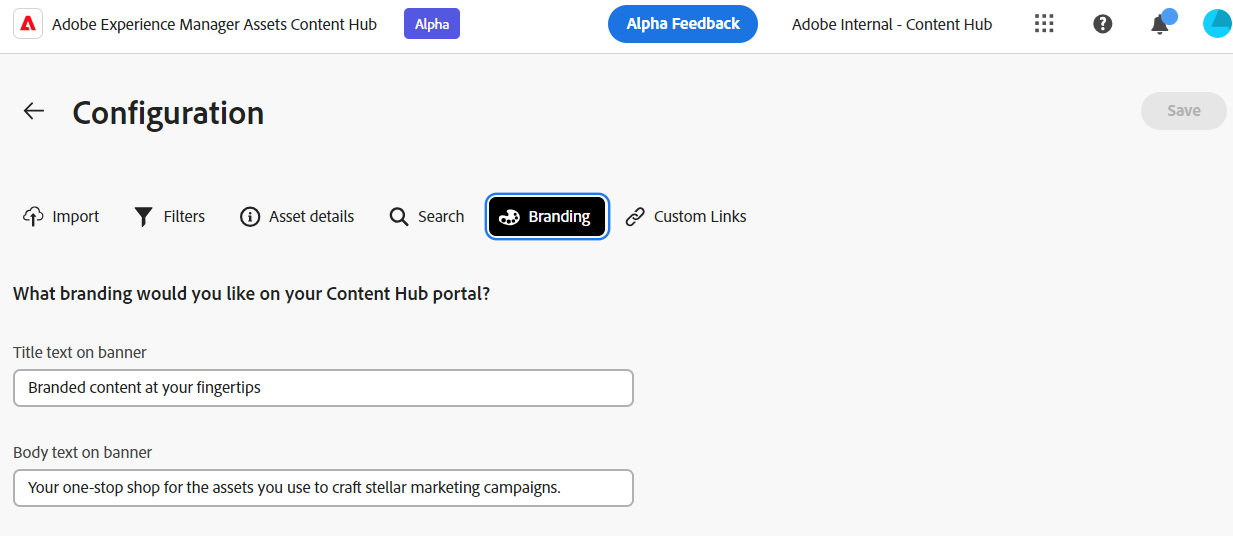 Adobe Experience Manager Assets Content Hub
Alpha
Alpha Feedback
Adobe Internal - Content Hub
Configuration
Save
Import
Filters
Asset details
Search
Branding
Custom Links
What branding would you like on your Content Hub portal?
Title text on banner
Branded content at your fingertips
Body text on banner
Your one-stop shop for the assets you use to craft stellar marketing campaigns.